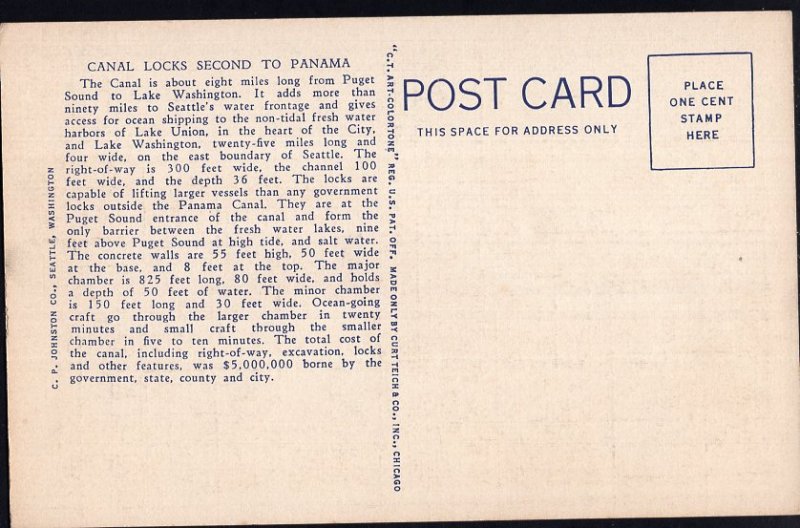 CANAL LOCKS SECOND TO PANAMA
The Canal is about eight miles long from Puget
Sound to Lake Washington. It adds more than
ninety miles to Seattle's water frontage and gives
access for ocean shipping to the non-tidal fresh water
harbors of Lake Union, in the heart of the City,
and Lake Washington, twenty-five miles long and
four wide, on the east boundary of Seattle. The
right-of-way is 300 feet wide, the channel 100
feet wide, and the depth 36 feet. The locks are
capable of lifting larger vessels than any government
locks outside the Panama Canal. They are at the
Puget Sound entrance of the canal and form the
only barrier between the fresh water lakes, nine
feet above Puget Sound at high tide, and salt water.
The concrete walls are 55 feet high, 50 feet wide
at the base, and 8 feet at the top. The major
chamber is 825 feet long, 80 feet wide, and holds
a depth of 50 feet of water. The minor chamber
is 150 feet long and 30 feet wide. Ocean-going
craft go through the larger chamber in twenty
minutes and small craft through the smaller
chamber in five to ten minutes. The total cost of
the canal, including right-of-way, excavation, locks
and other features, was $5,000,000 borne by the
government, state, county and city.
C. P. JOHNSTON CO., SEATTLE, WASHINGTON
"C.T. ART-COLORTONE" REG. U.S. PAT. OFF. MADE ONLY BY CURT TEICH & CO., INC., CHICAGO
POST CARD
THIS SPACE FOR ADDRESS ONLY
PLACE
ONE CENT
STAMP
HERE